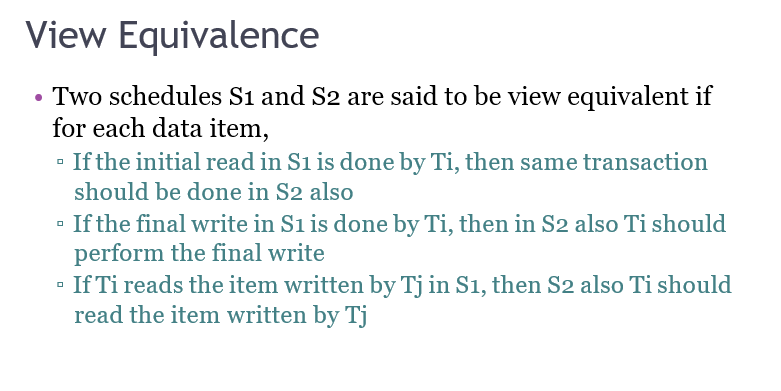 View Equivalence
• Two schedules S1 and S2 are said to be view equivalent if
for each data item,
▫ If the initial read in S1 is done by Ti, then same transaction
should be done in S2 also
▫ If the final write in S1 is done by Ti, then in S2 also Ti should
perform the final write
▫ If Ti reads the item written by Tj in S1, then S2 also Ti should
read the item written by Tj